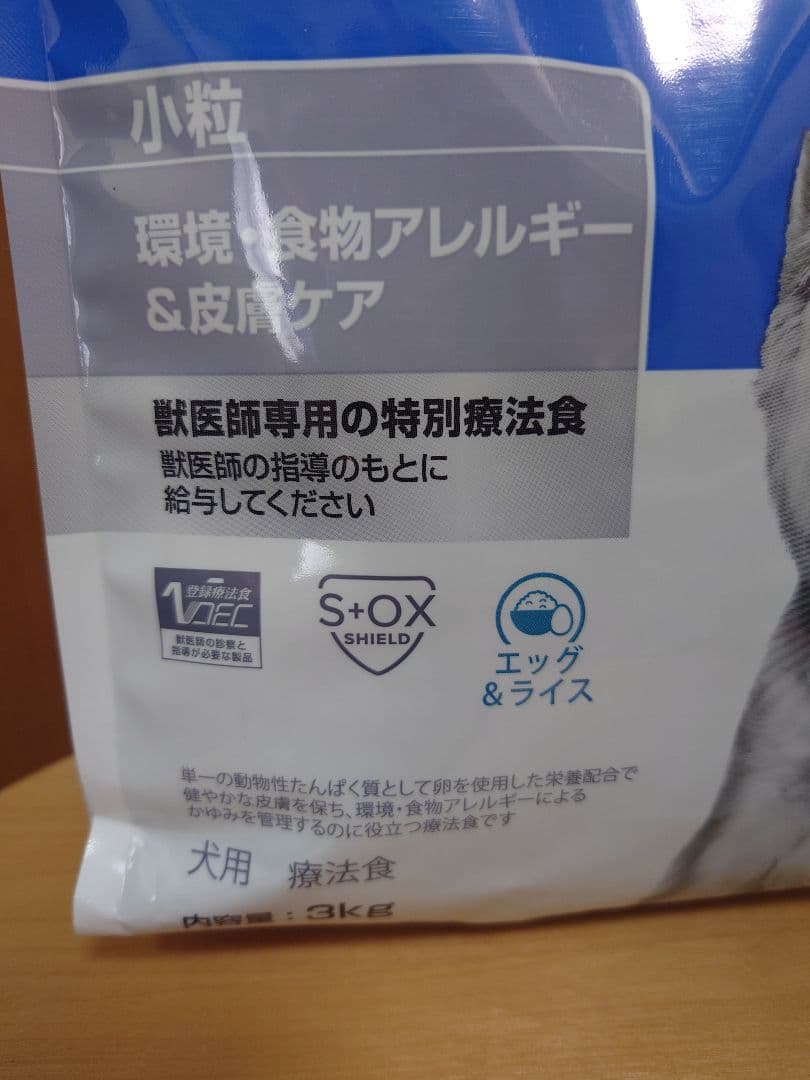 小粒
環境・食物アレルギー
&皮膚ケア
獣医師専用の特別療法食
獣医師の指導のもとに
給与してください
登録療法食
VDEC
獣医師の診察と
指導が必要な製品
S+OX
SHIELD
エッグ
&ライス
単一の動物性たんぱく質として卵を使用した栄養配合で
健やかな皮膚を保ち、環境・食物アレルギーによる
かゆみを管理するのに役立つ療法食です
犬用 療法食
内容量：3kg